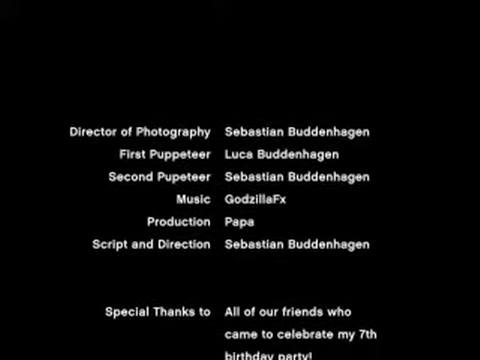 Director of Photography Sebastian Buddenhagen
First Puppeteer Luca Buddenhagen
Second Pupeteer Sebastian Buddenhagen
Music GodzillaFx
Production Papa
Script and Direction Sebastian Buddenhagen
Special Thanks to All of our friends who
came to celebrate my 7th
birthday party!